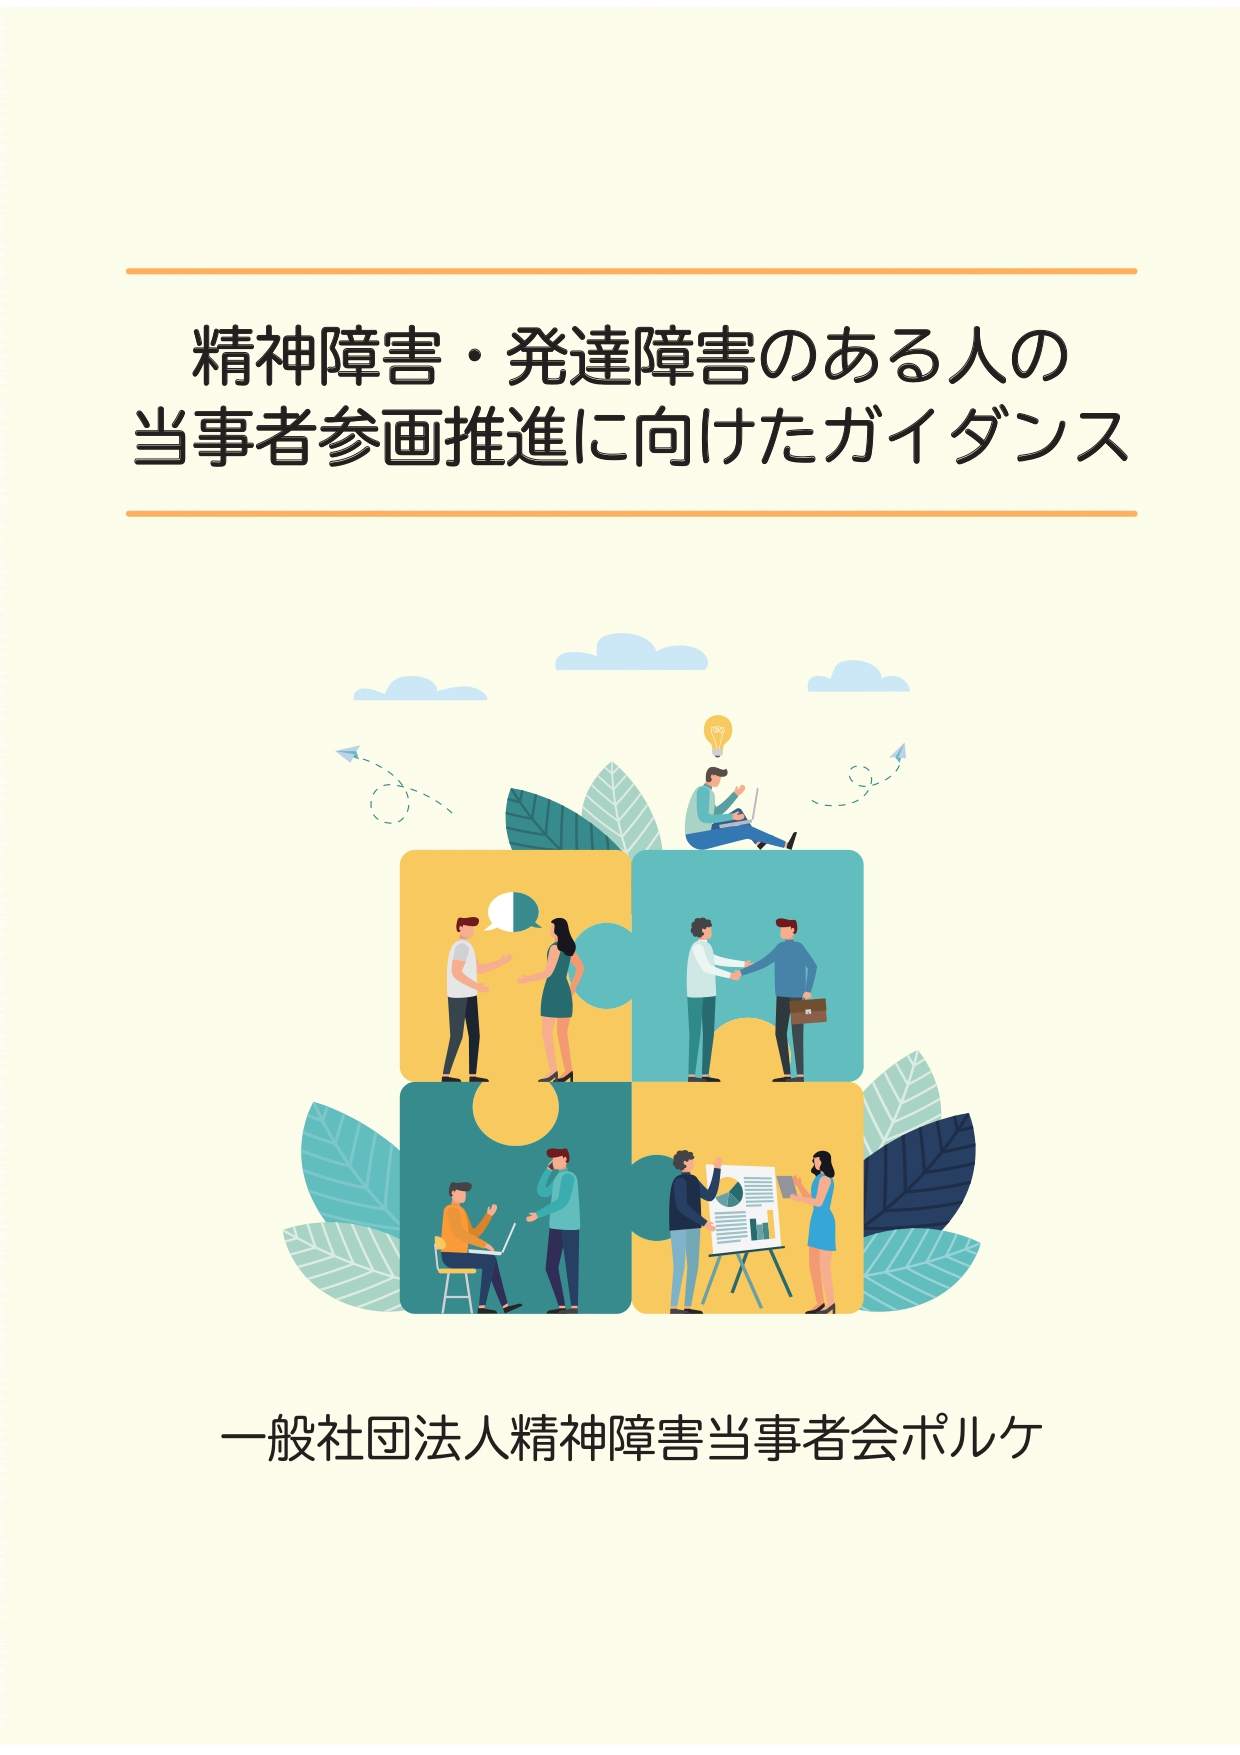 精神障害・発達障害のある人の
当事者参画推進に向けたガイダンス
一般社団法人精神障害当事者会ポルケ